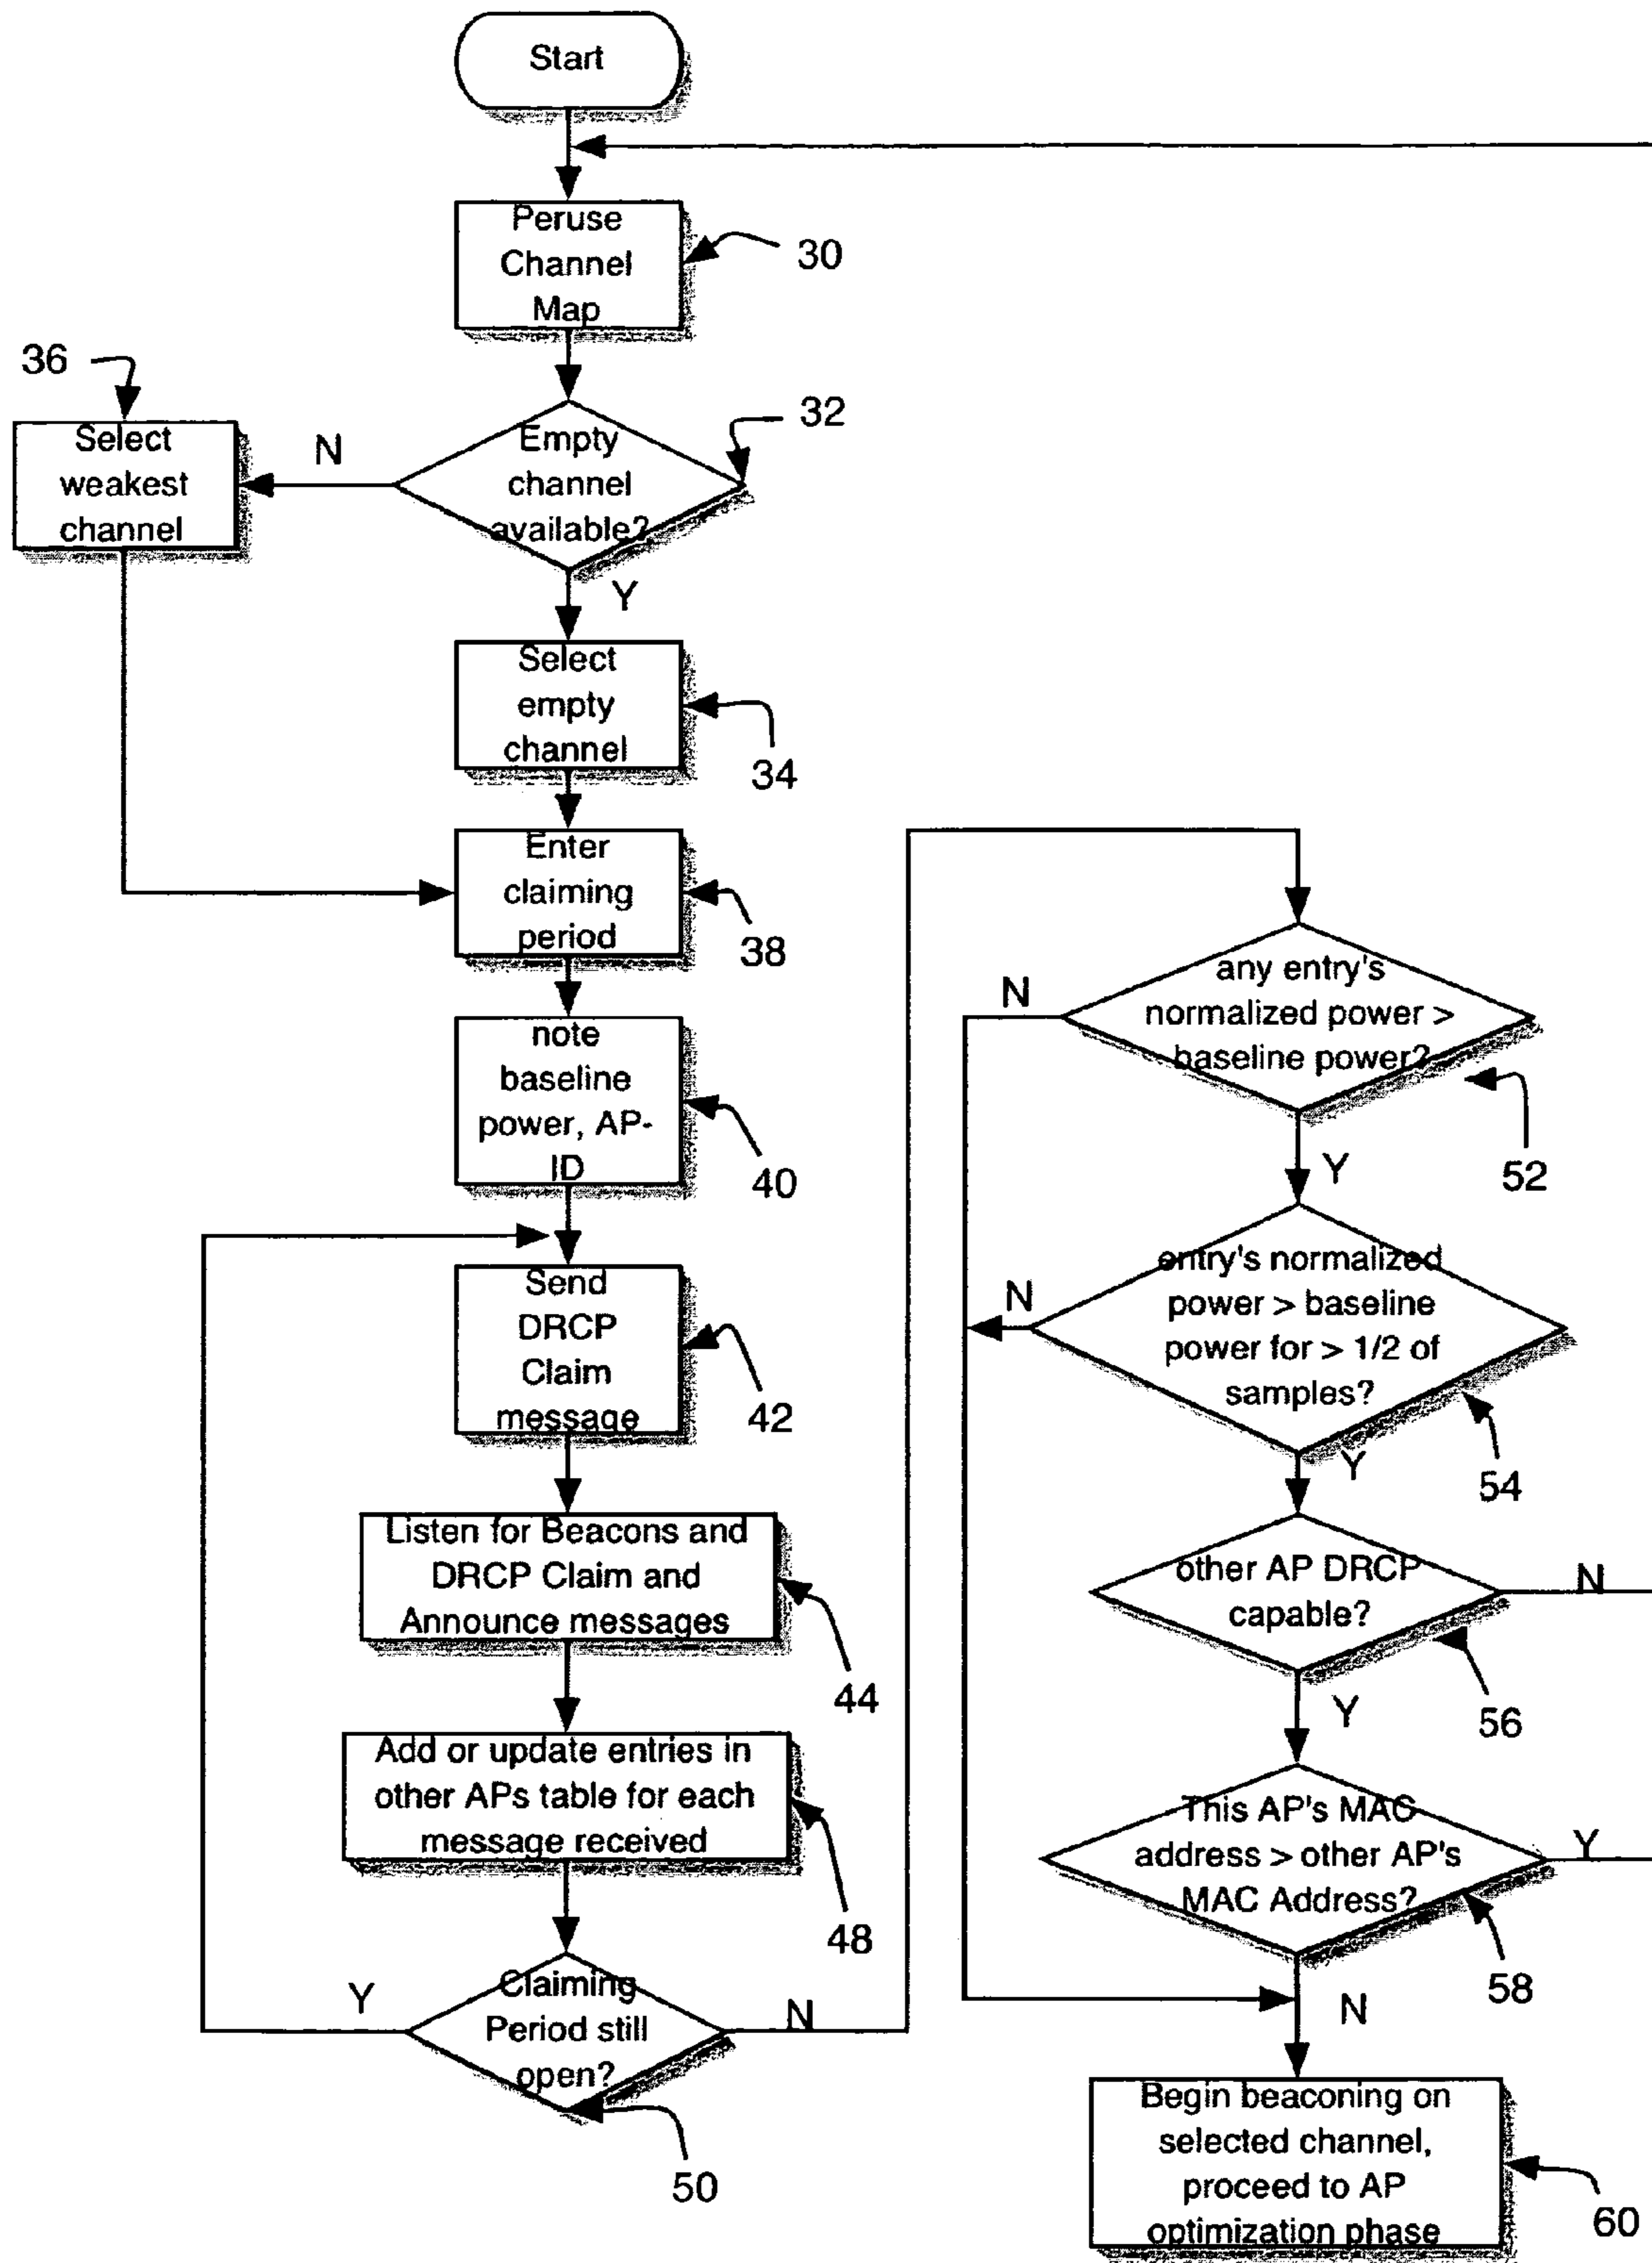 Start
Peruse
Channel
Map
30
36
Select
weakest
channel
N
Empty
channel
available?
32
Y
Select
empty
channel
34
Enter
claiming
period
38
note
baseline
power, AP-
ID
40
Send
DRCP
Claim
message
42
Listen for Beacons and
DRCP Claim and
Announce messages
44
Add or update entries in
other APs table for each
message received
48
Y
Claiming
Period still
open?
N
50
any entry's
normalized power >
baseline power?
N
52
Y
entry's normalized
power > baseline
power for > 1/2 of
samples?
N
54
Y
other AP DRCP
capable?
N
56
Y
This AP's MAC
address > other AP's
MAC Address?
Y
58
N
Begin beaconing on
selected channel,
proceed to AP
optimization phase
60